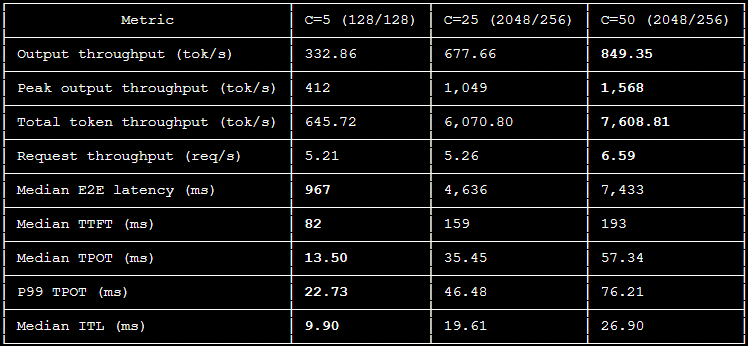 Metric C=5 (128/128) C=25 (2048/256) C=50 (2048/256)
Output throughput (tok/s) 332.86 677.66 849.35
Peak output throughput (tok/s) 412 1,049 1,568
Total token throughput (tok/s) 645.72 6,070.80 7,608.81
Request throughput (req/s) 5.21 5.26 6.59
Median E2E latency (ms) 967 4,636 7,433
Median TTFT (ms) 82 159 193
Median TPOT (ms) 13.50 35.45 57.34
P99 TPOT (ms) 22.73 46.48 76.21
Median ITL (ms) 9.90 19.61 26.90